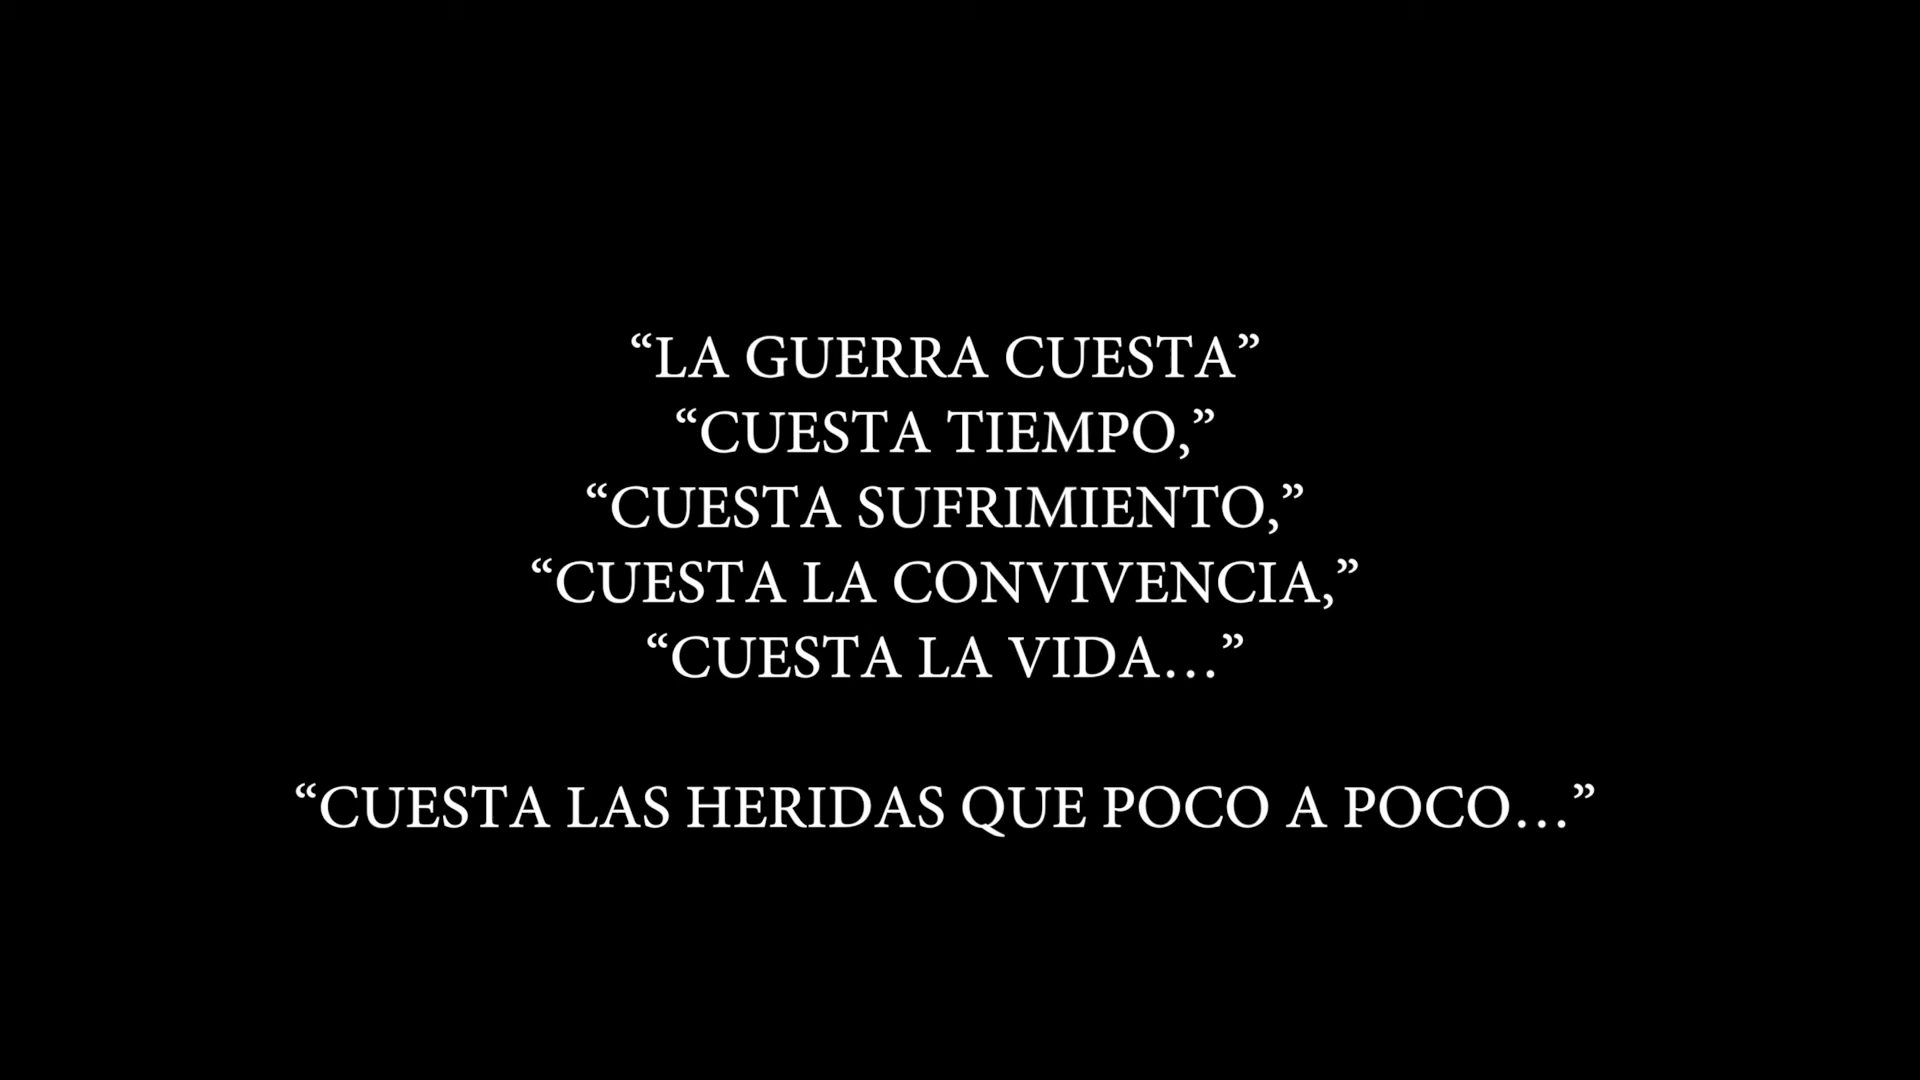 “LA GUERRA CUESTA”
“CUESTA TIEMPO,”
“CUESTA SUFRIMIENTO,”
“CUESTA LA CONVIVENCIA,”
“CUESTA LA VIDA…”
“CUESTA LAS HERIDAS QUE POCO A POCO…”